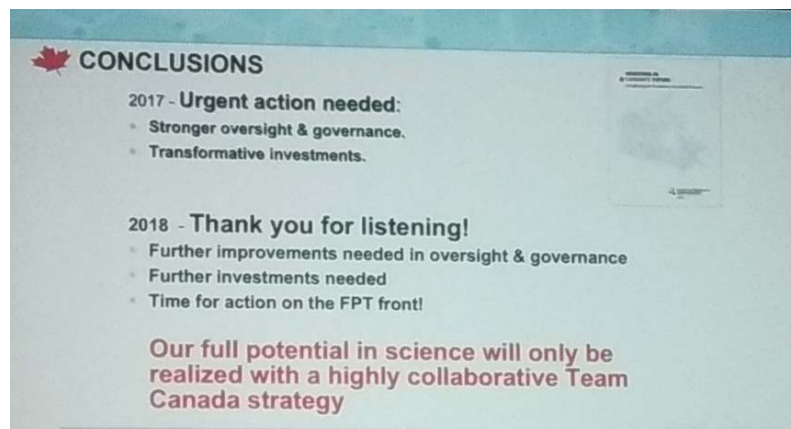 CONCLUSIONS
2017 - Urgent action needed:
• Stronger oversight & governance.
• Transformative investments.
2018 - Thank you for listening!
• Further improvements needed in oversight & governance
• Further investments needed
• Time for action on the FPT front!
Our full potential in science will only be
realized with a highly collaborative Team
Canada strategy